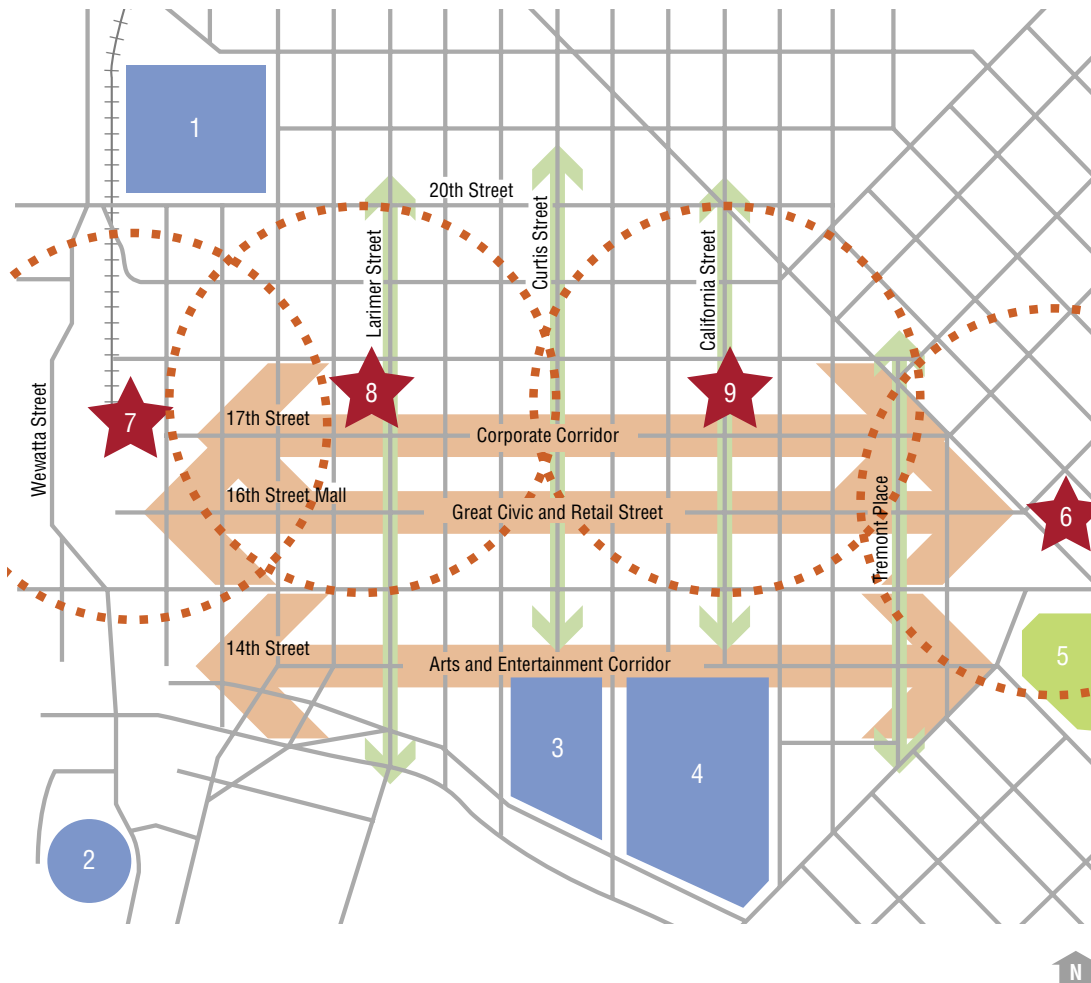 1
20th Street
Larimer Street
Curtis Street
California Street
Wewatta Street
7
8
9
17th Street
Corporate Corridor
16th Street Mall
Great Civic and Retail Street
Tremont Place
6
14th Street
Arts and Entertainment Corridor
5
3
4
2
N